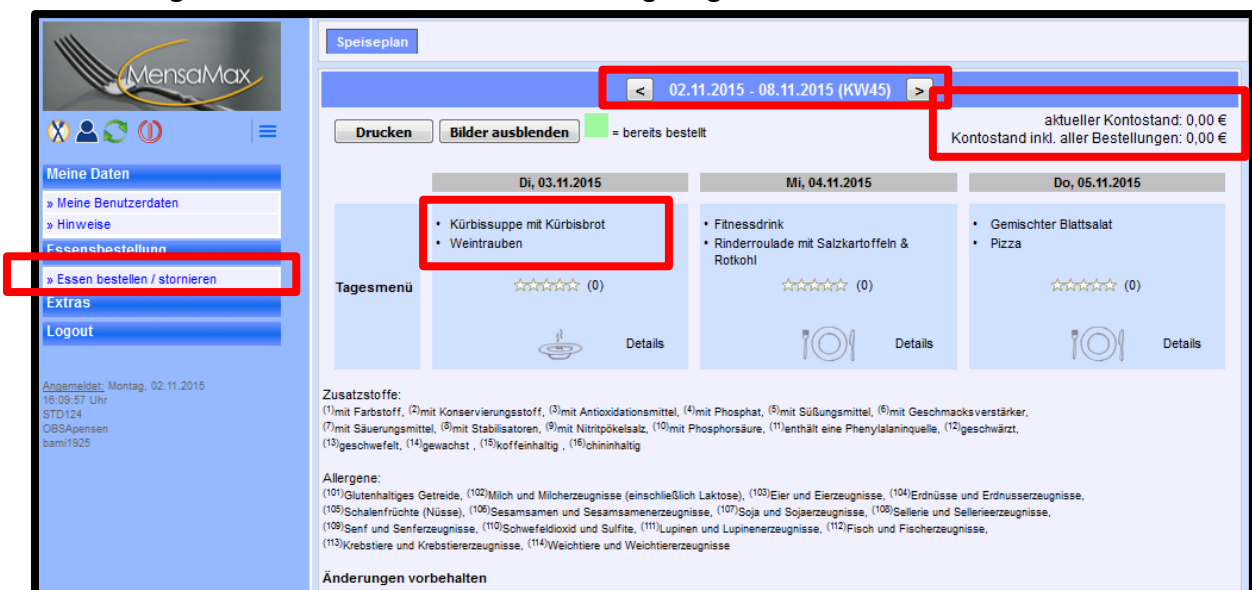 MensaMax
Meine Daten
» Meine Benutzerdaten
» Hinweise
Essensbestellung
» Essen bestellen / stornieren
Extras
Logout
Angemeldet: Montag, 02.11.2015
16:09:57 Uhr
STD124
OBSApensen
bami1925
Speiseplan
< 02.11.2015 - 08.11.2015 (KW45) >
Drucken Bilder ausblenden = bereits bestellt
aktueller Kontostand: 0,00 €
Kontostand inkl. aller Bestellungen: 0,00 €
Di, 03.11.2015 Mi, 04.11.2015 Do, 05.11.2015
Tagesmenü
• Kürbissuppe mit Kürbisbrot
• Weintrauben
(0)
Details
• Fitnessdrink
• Rinderroulade mit Salzkartoffeln &
Rotkohl
(0)
Details
• Gemischter Blattsalat
• Pizza
(0)
Details
Zusatzstoffe:
(1)mit Farbstoff, (2)mit Konservierungsstoff, (3)mit Antioxidationsmittel, (4)mit Phosphat, (5)mit Süßungsmittel, (6)mit Geschmacksverstärker,
(7)mit Säuerungsmittel, (8)mit Stabilisatoren, (9)mit Nitritpökelsalz, (10)mit Phosphorsäure, (11)enthält eine Phenylalaninquelle, (12)geschwärzt,
(13)geschwefelt, (14)gewachst , (15)koffeinhaltig , (16)chininhaltig
Allergene:
(101)Glutenhaltiges Getreide, (102)Milch und Milcherzeugnisse (einschließlich Laktose), (103)Eier und Eierzeugnisse, (104)Erdnüsse und Erdnusserzeugnisse,
(105)Schalenfrüchte (Nüsse), (106)Sesamsamen und Sesamsamenerzeugnisse, (107)Soja und Sojaerzeugnisse, (108)Sellerie und Sellerieerzeugnisse,
(109)Senf und Senferzeugnisse, (110)Schwefeldioxid und Sulfite, (111)Lupinen und Lupinenerzeugnisse, (112)Fisch und Fischerzeugnisse,
(113)Krebstiere und Krebstiererzeugnisse, (114)Weichtiere und Weichtiererzeugnisse
Änderungen vorbehalten